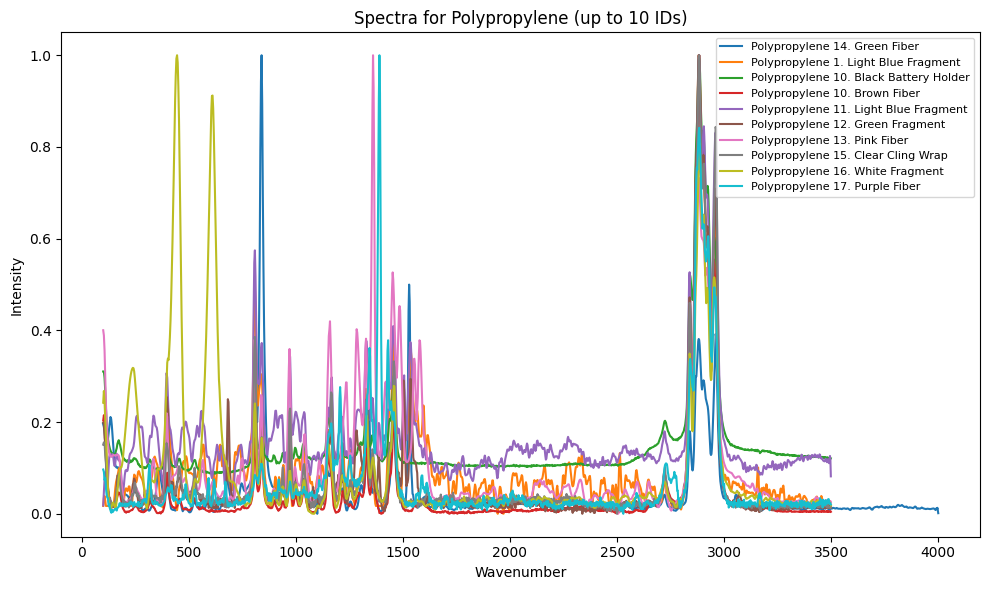 Spectra for Polypropylene (up to 10 IDs)
Intensity
1.0
0.8
0.6
0.4
0.2
0.0
Polypropylene 14. Green Fiber
Polypropylene 1. Light Blue Fragment
Polypropylene 10. Black Battery Holder
Polypropylene 10. Brown Fiber
Polypropylene 11. Light Blue Fragment
Polypropylene 12. Green Fragment
Polypropylene 13. Pink Fiber
Polypropylene 15. Clear Cling Wrap
Polypropylene 16. White Fragment
Polypropylene 17. Purple Fiber
0 500 1000 1500 2000 2500 3000 3500 4000
Wavenumber